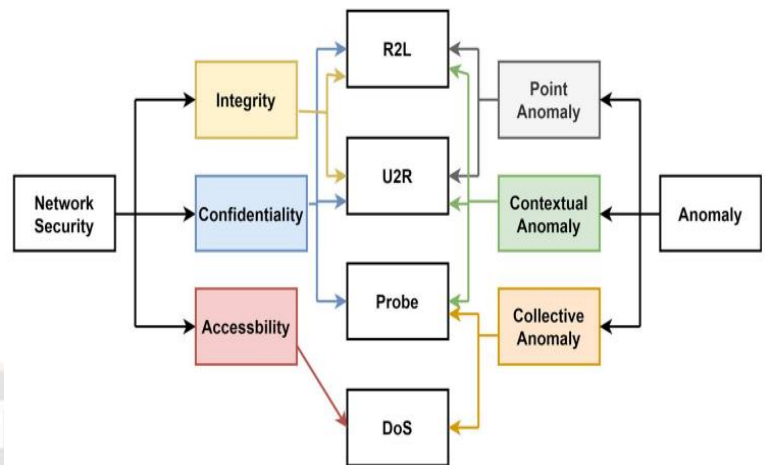 R2L
Integrity
Point
Anomaly
U2R
Network
Security
Confidentiality
Contextual
Anomaly
Anomaly
Probe
Accessbility
Collective
Anomaly
DoS